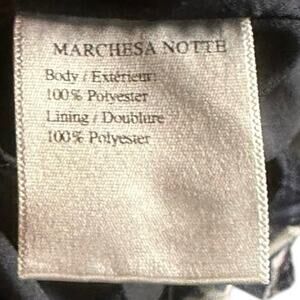 MARCHESA NOTTE
Body / Extérieur:
100% Polyester
Lining / Doublure
100% Polyester